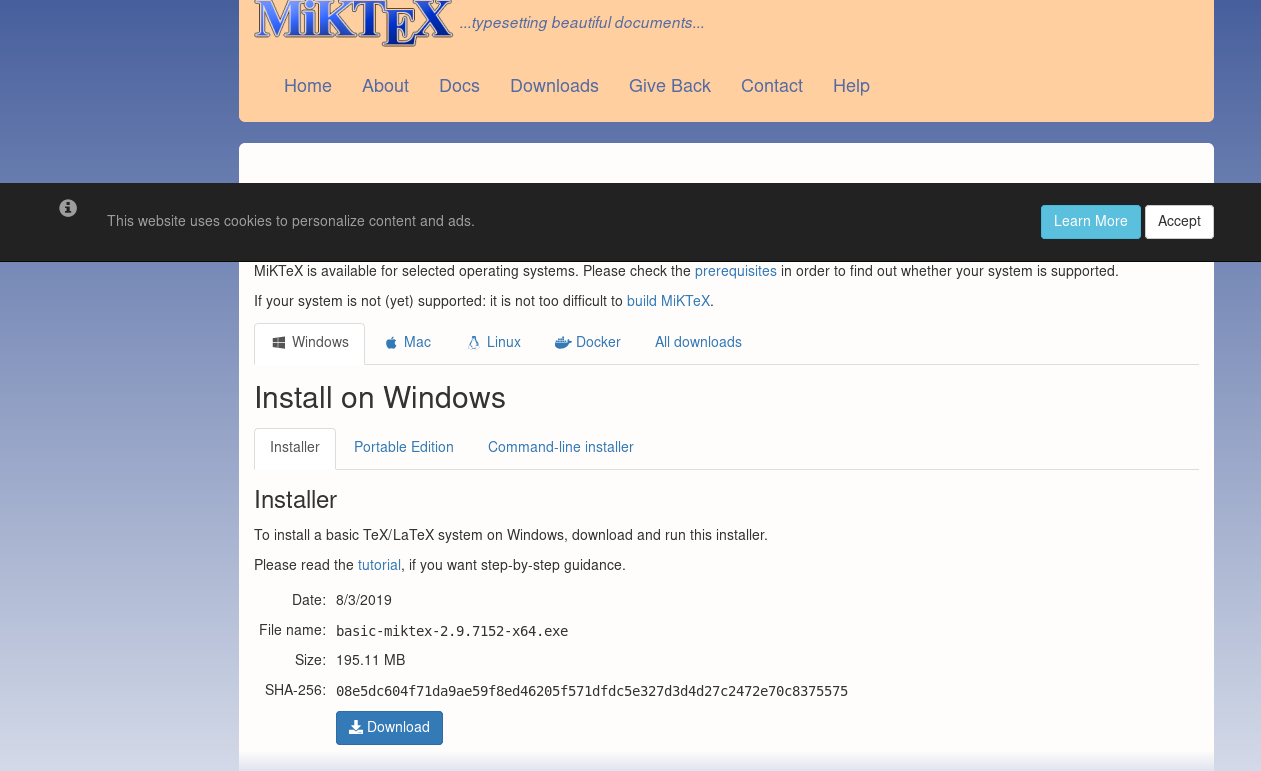 MiKTeX ...typesetting beautiful documents...
Home About Docs Downloads Give Back Contact Help
This website uses cookies to personalize content and ads. Learn More Accept
MiKTeX is available for selected operating systems. Please check the prerequisites in order to find out whether your system is supported.
If your system is not (yet) supported: it is not too difficult to build MiKTeX.
Windows Mac Linux Docker All downloads
Install on Windows
Installer Portable Edition Command-line installer
Installer
To install a basic TeX/LaTeX system on Windows, download and run this installer.
Please read the tutorial, if you want step-by-step guidance.
Date: 8/3/2019
File name: basic-miktex-2.9.7152-x64.exe
Size: 195.11 MB
SHA-256: 08e5dc604f71da9ae59f8ed46205f571dfdc5e327d3d4d27c2472e70c8375575
Download